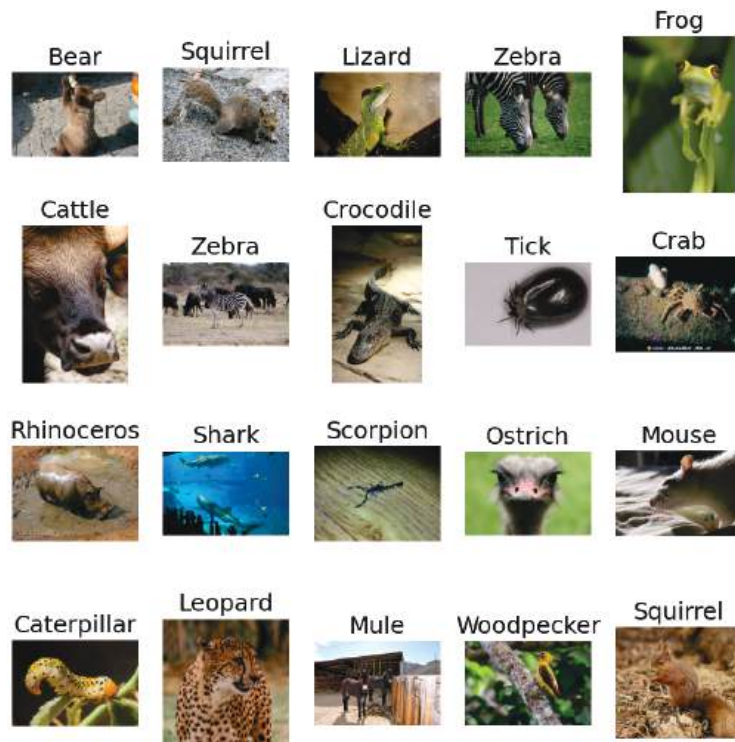 Bear
Squirrel
Lizard
Zebra
Frog
Cattle
Zebra
Crocodile
Tick
Crab
Rhinoceros
Shark
Scorpion
Ostrich
Mouse
Caterpillar
Leopard
Mule
Woodpecker
Squirrel